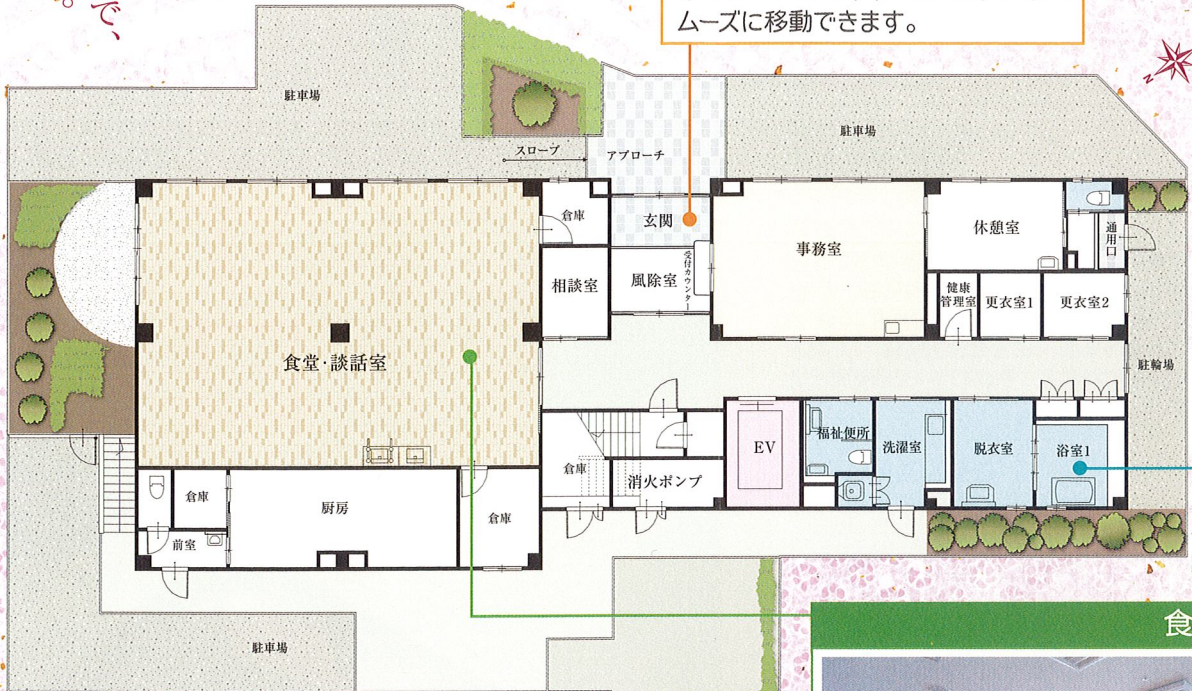 で、
。
ムーズに移動できます。
N
駐車場
駐車場
スロープ
アプローチ
倉庫
玄関
事務室
休憩室
通用口
相談室
風除室
受付カウンター
健康
管理室
更衣室1
更衣室2
食堂・談話室
駐輪場
倉庫
消火ポンプ
EV
福祉便所
洗濯室
脱衣室
浴室1
倉庫
厨房
倉庫
前室
駐車場
食